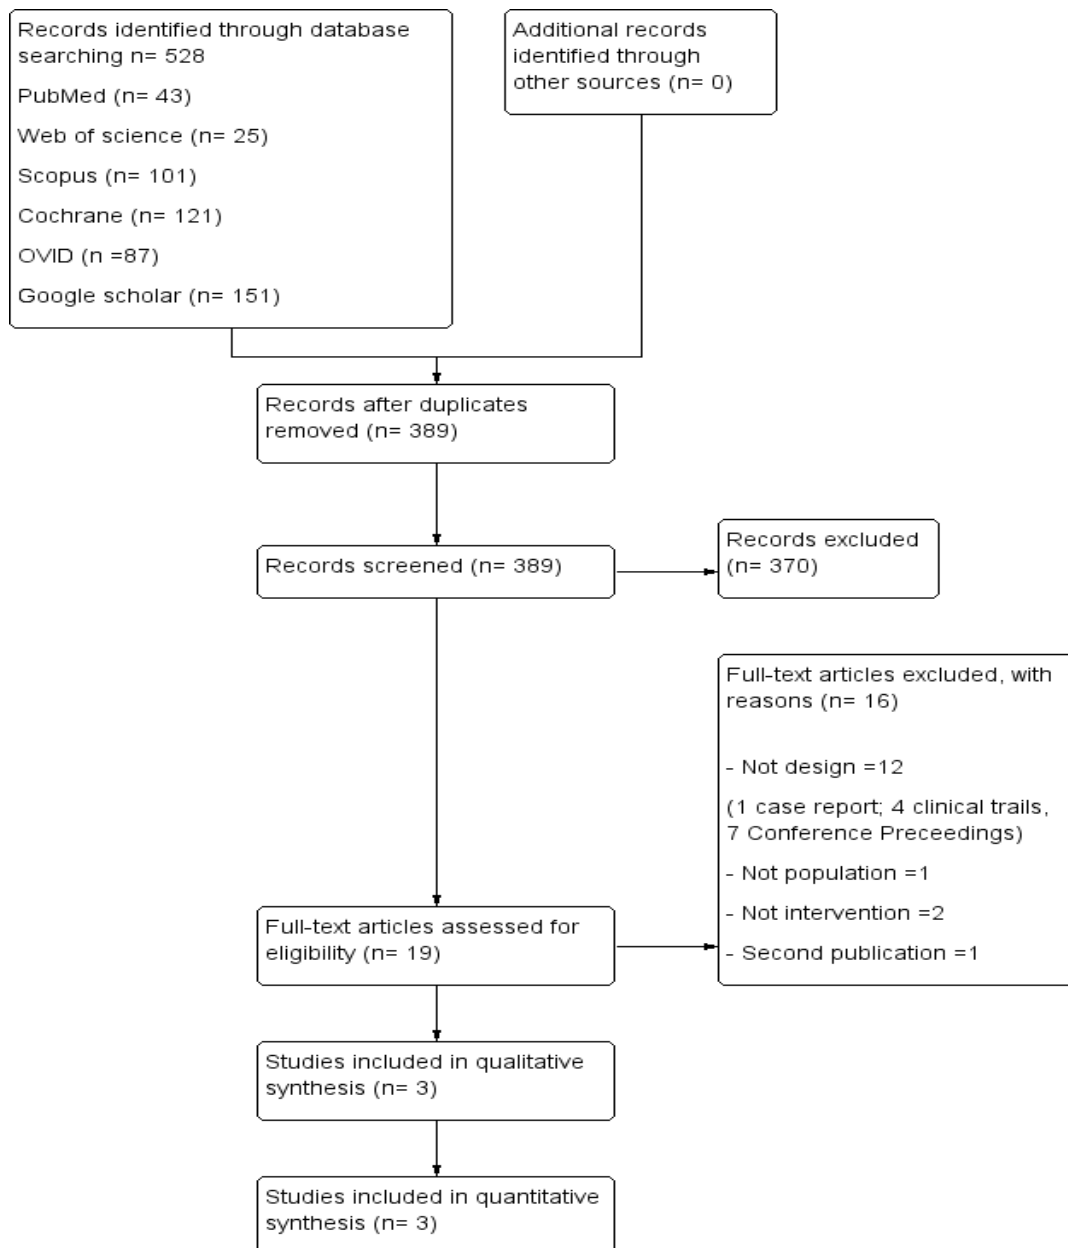 Records identified through database
searching n= 528
PubMed (n= 43)
Web of science (n= 25)
Scopus (n= 101)
Cochrane (n= 121)
OVID (n =87)
Google scholar (n= 151)
Additional records
identified through
other sources (n= 0)
Records after duplicates
removed (n= 389)
Records screened (n= 389)
Records excluded
(n= 370)
Full-text articles excluded, with
reasons (n= 16)
- Not design =12
(1 case report; 4 clinical trails,
7 Conference Preceedings)
- Not population =1
- Not intervention =2
- Second publication =1
Full-text articles assessed for
eligibility (n= 19)
Studies included in qualitative
synthesis (n= 3)
Studies included in quantitative
synthesis (n= 3)